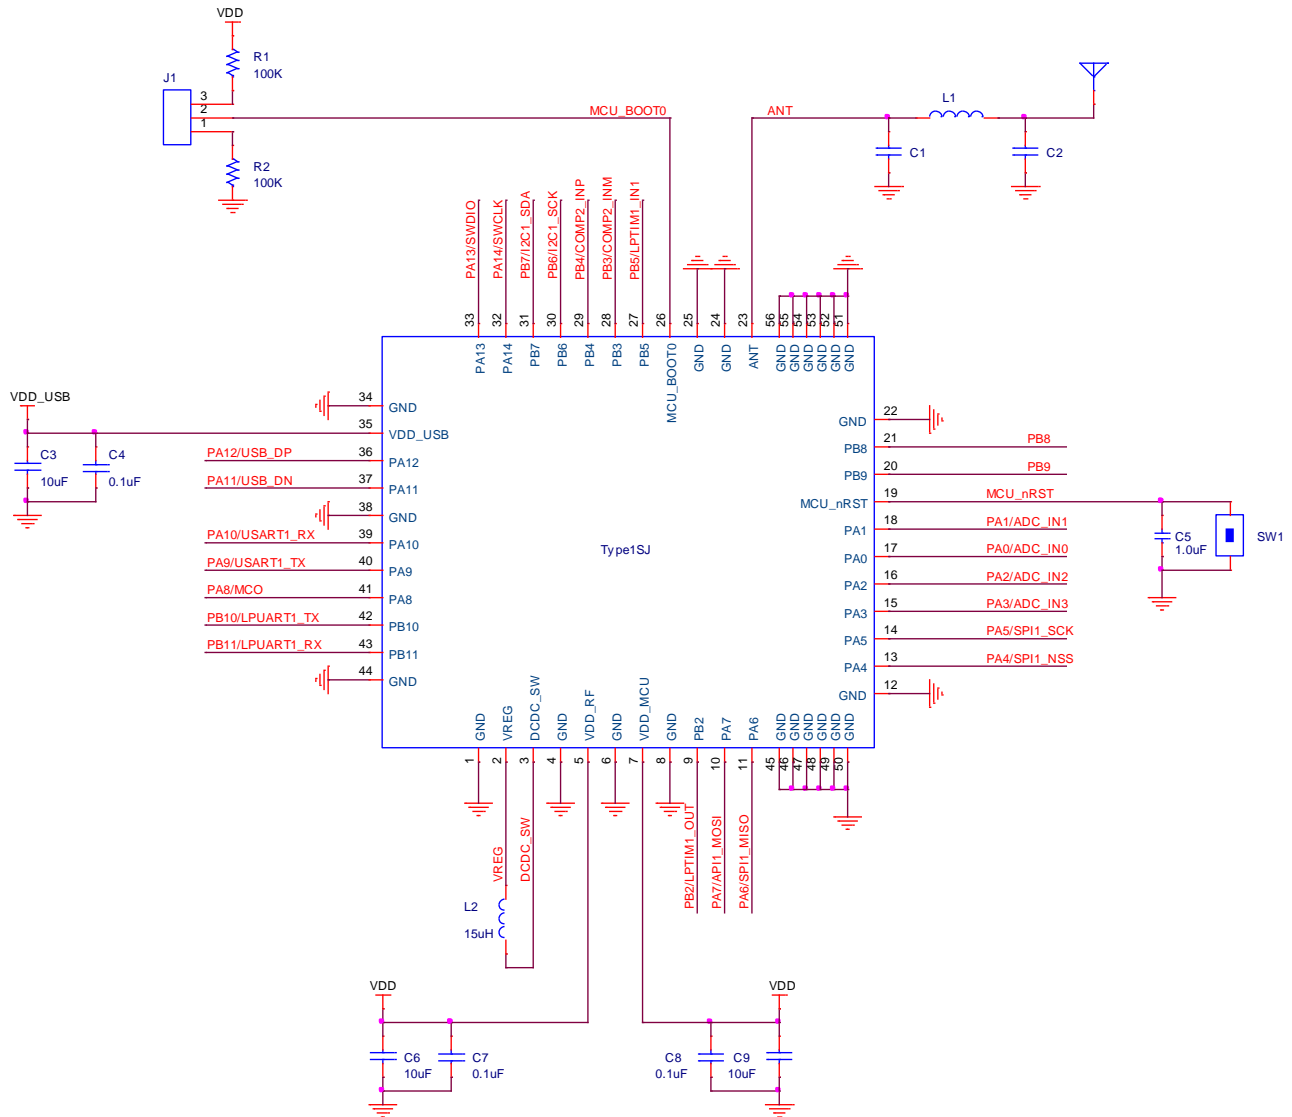 VDD
R1
100K
J1
3
2
1
MCU_BOOT0
R2
100K
ANT
L1
C1
C2
PA13/SWDIO
PA14/SWCLK
PB7/I2C1_SDA
PB6/I2C1_SCK
PB4/COMP2_INP
PB3/COMP2_INM
PB5/LPTIM1_IN1
33
32
31
30
29
28
27
26
25
24
23
56
55
54
53
52
51
PA13
PA14
PB7
PB6
PB4
PB3
PB5
MCU_BOOT0
GND
GND
ANT
GND
GND
GND
GND
GND
GND
VDD_USB
C3
10uF
C4
0.1uF
34
GND
35
VDD_USB
PA12/USB_DP
36
PA12
PA11/USB_DN
37
PA11
38
GND
PA10/USART1_RX
39
PA10
PA9/USART1_TX
40
PA9
PA8/MCO
41
PA8
PB10/LPUART1_TX
42
PB10
PB11/LPUART1_RX
43
PB11
44
GND
Type1SJ
GND
22
PB8
21
PB8
PB9
20
PB9
MCU_nRST
19
MCU_nRST
PA1
18
PA1/ADC_IN1
PA0
17
PA0/ADC_IN0
PA2
16
PA2/ADC_IN2
PA3
15
PA3/ADC_IN3
PA5
14
PA5/SPI1_SCK
PA4
13
PA4/SPI1_NSS
GND
12
C5
1.0uF
SW1
GND
VREG
DCDC_SW
GND
VDD_RF
GND
VDD_MCU
GND
PB2
PA7
PA6
GND
GND
GND
GND
GND
GND
1
2
3
4
5
6
7
8
9
10
11
45
46
47
48
49
50
VREG
DCDC_SW
PB2/LPTIM1_OUT
PA7/API1_MOSI
PA6/SPI1_MISO
L2
15uH
VDD
C6
10uF
C7
0.1uF
VDD
C8
0.1uF
C9
10uF